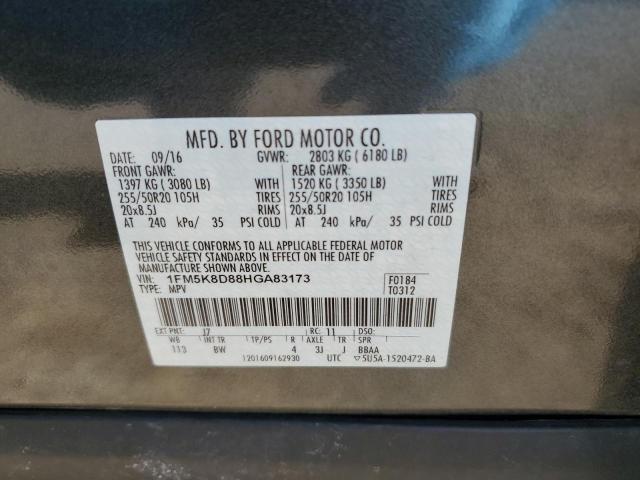 MFD. BY FORD MOTOR CO.
DATE: 09/16 GVWR: 2803 KG ( 6180 LB)
FRONT GAWR: REAR GAWR:
1397 KG ( 3080 LB) WITH 1520 KG ( 3350 LB) WITH
255/50R20 105H TIRES 255/50R20 105H TIRES
20x8.5J RIMS 20x8.5J RIMS
AT 240 kPa/ 35 PSI COLD AT 240 kPa/ 35 PSI COLD
THIS VEHICLE CONFORMS TO ALL APPLICABLE FEDERAL MOTOR
VEHICLE SAFETY STANDARDS IN EFFECT ON THE DATE OF
MANUFACTURE SHOWN ABOVE.
VIN: 1FM5K8D88HGA83173 F0184
TYPE: MPV T0312
EXT PNT: J7 RC: 11 DSO:
WB INT TR TP/PS R AXLE TR SPR
113 BW 4 3J J BBAA
1201609162930 UTC ▽5U5A-1520472-BA